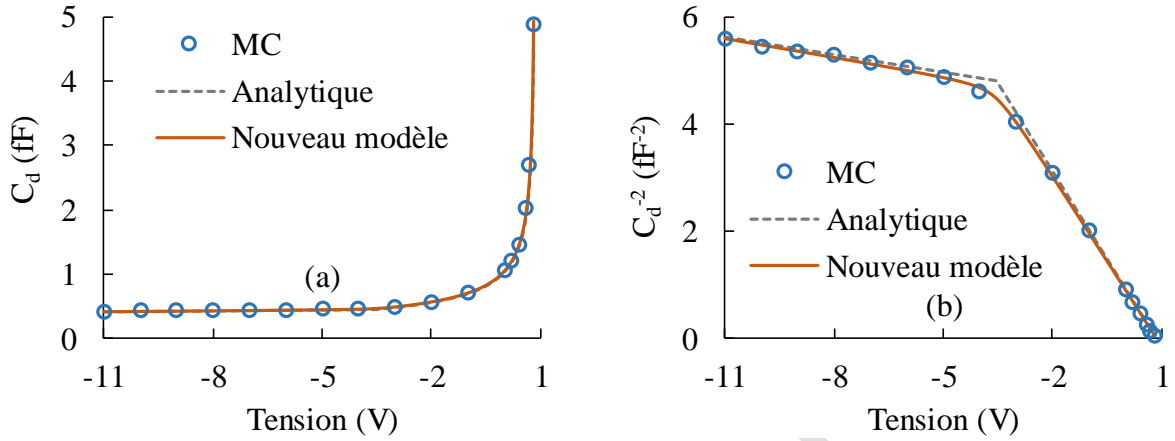 5
4
3
2
1
0
C_d (fF)
MC
Analytique
Nouveau modèle
(a)
-11 -8 -5 -2 1
Tension (V)
6
4
2
0
C_d^-2 (fF^-2)
MC
Analytique
Nouveau modèle
(b)
-11 -8 -5 -2 1
Tension (V)